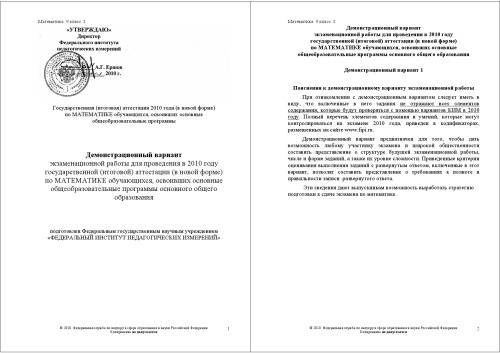 Математика. 9 класс. 1
«УТВЕРЖДАЮ»
Директор
Федерального института
педагогических измерений
А.Г. Ершов
2010 г.
Государственная (итоговая) аттестация 2010 года (в новой форме)
по МАТЕМАТИКЕ обучающихся, освоивших основные
общеобразовательные программы
Демонстрационный вариант
экзаменационной работы для проведения в 2010 году
государственной (итоговой) аттестации (в новой форме)
по МАТЕМАТИКЕ обучающихся, освоивших основные
общеобразовательные программы основного общего
образования
подготовлен Федеральным государственным научным учреждением
«ФЕДЕРАЛЬНЫЙ ИНСТИТУТ ПЕДАГОГИЧЕСКИХ ИЗМЕРЕНИЙ»
© 2010 Федеральная служба по надзору в сфере образования и науки Российской Федерации
Копирование не допускается
1
Математика. 9 класс. 2
Демонстрационный вариант
экзаменационной работы для проведения в 2010 году
государственной (итоговой) аттестации (в новой форме)
по МАТЕМАТИКЕ обучающихся, освоивших основные
общеобразовательные программы основного общего образования
Демонстрационный вариант 1
Пояснения к демонстрационному варианту экзаменационной работы
При ознакомлении с демонстрационным вариантом следует иметь в
виду, что включенные в него задания не отражают всех элементов
содержания, которые будут проверяться с помощью вариантов КИМ в 2010
году. Полный перечень элементов содержания и умений, которые могут
контролироваться на экзамене 2010 года, приведен в кодификаторах,
размещенных на сайте www.fipi.ru.
Демонстрационный вариант предназначен для того, чтобы дать
возможность любому участнику экзамена и широкой общественности
составить представление о структуре будущей экзаменационной работы,
числе и форме заданий, а также их уровне сложности. Приведенные критерии
оценивания выполнения заданий с развернутым ответом, включенные в этот
вариант, позволят составить представление о требованиях к полноте и
правильности записи развернутого ответа.
Эти сведения дают выпускникам возможность выработать стратегию
подготовки к сдаче экзамена по математике.
© 2010 Федеральная служба по надзору в сфере образования и науки Российской Федерации
Копирование не допускается
2